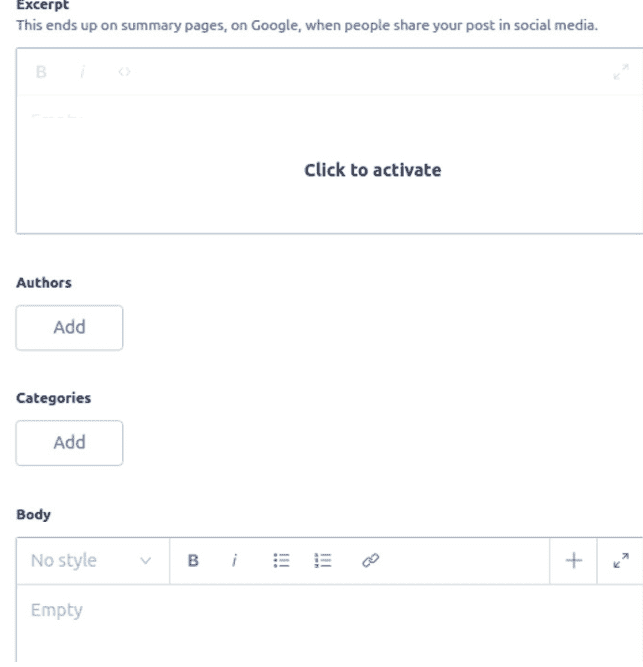 Excerpt
This ends up on summary pages, on Google, when people share your post in social media.
B i <>
Click to activate
Authors
Add
Categories
Add
Body
No style B i
Empty